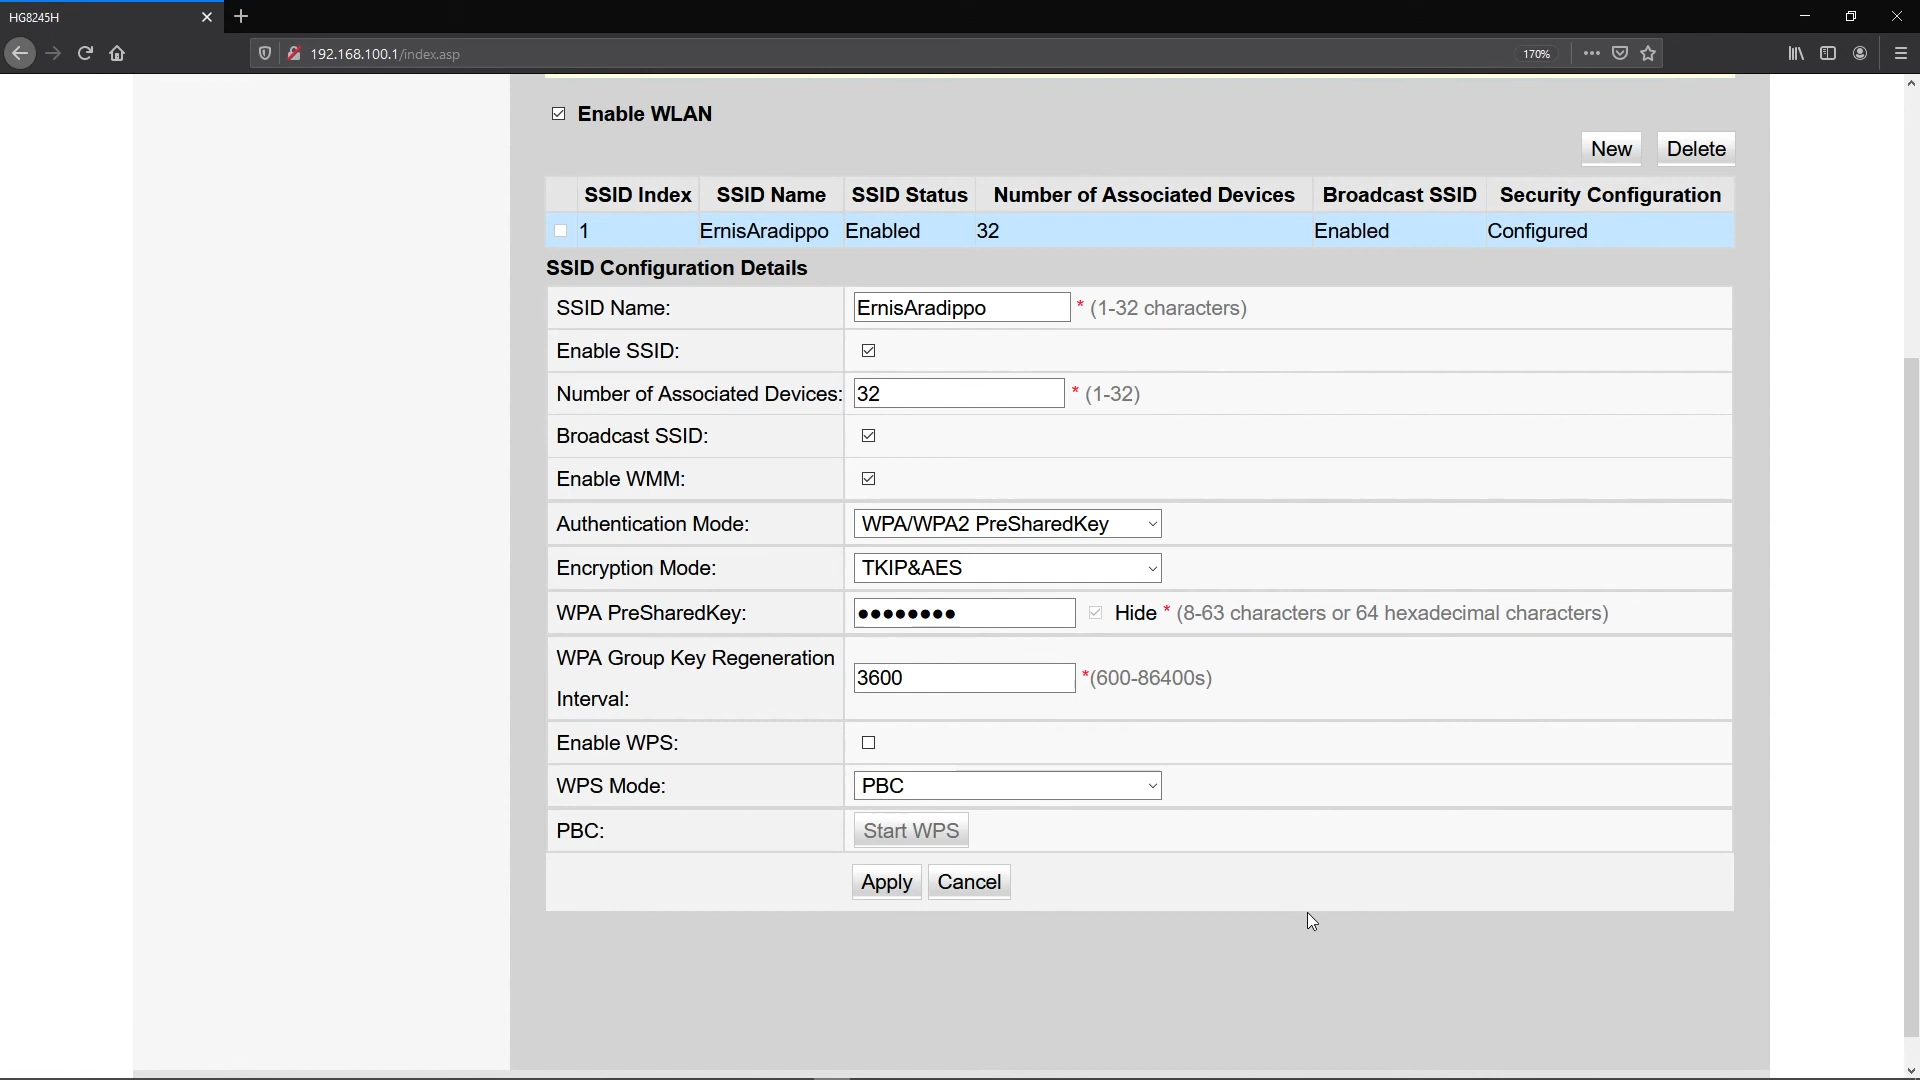 HG8245H
192.168.100.1/index.asp
170%
Enable WLAN
New Delete
SSID Index SSID Name SSID Status Number of Associated Devices Broadcast SSID Security Configuration
1 ErnisAradippo Enabled 32 Enabled Configured
SSID Configuration Details
SSID Name: ErnisAradippo * (1-32 characters)
Enable SSID:
Number of Associated Devices: 32 * (1-32)
Broadcast SSID:
Enable WMM:
Authentication Mode: WPA/WPA2 PreSharedKey
Encryption Mode: TKIP&AES
WPA PreSharedKey: ●●●●●●●● Hide * (8-63 characters or 64 hexadecimal characters)
WPA Group Key Regeneration
Interval: 3600 *(600-86400s)
Enable WPS:
WPS Mode: PBC
PBC: Start WPS
Apply Cancel